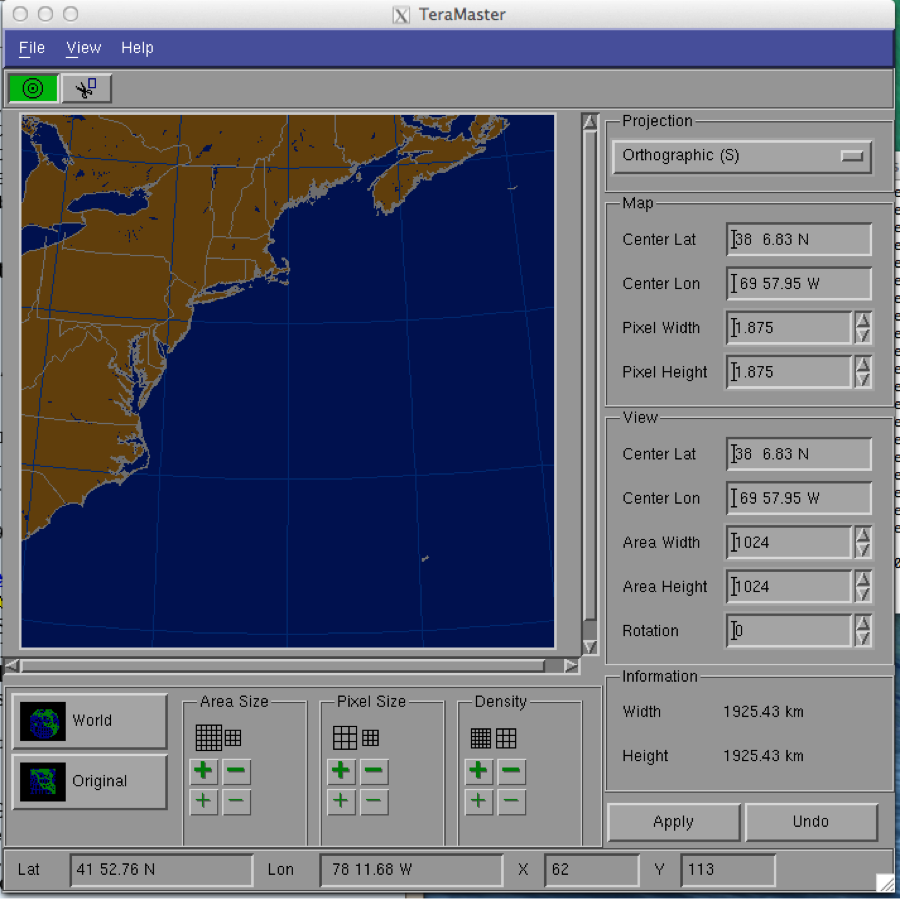 TeraMaster
File View Help
Projection
Orthographic (S)
Map
Center Lat 38 6.83 N
Center Lon 69 57.95 W
Pixel Width 1.875
Pixel Height 1.875
View
Center Lat 38 6.83 N
Center Lon 69 57.95 W
Area Width 1024
Area Height 1024
Rotation 0
Information
Width 1925.43 km
Height 1925.43 km
World
Original
Area Size
Pixel Size
Density
Apply Undo
Lat 41 52.76 N Lon 78 11.68 W X 62 Y 113